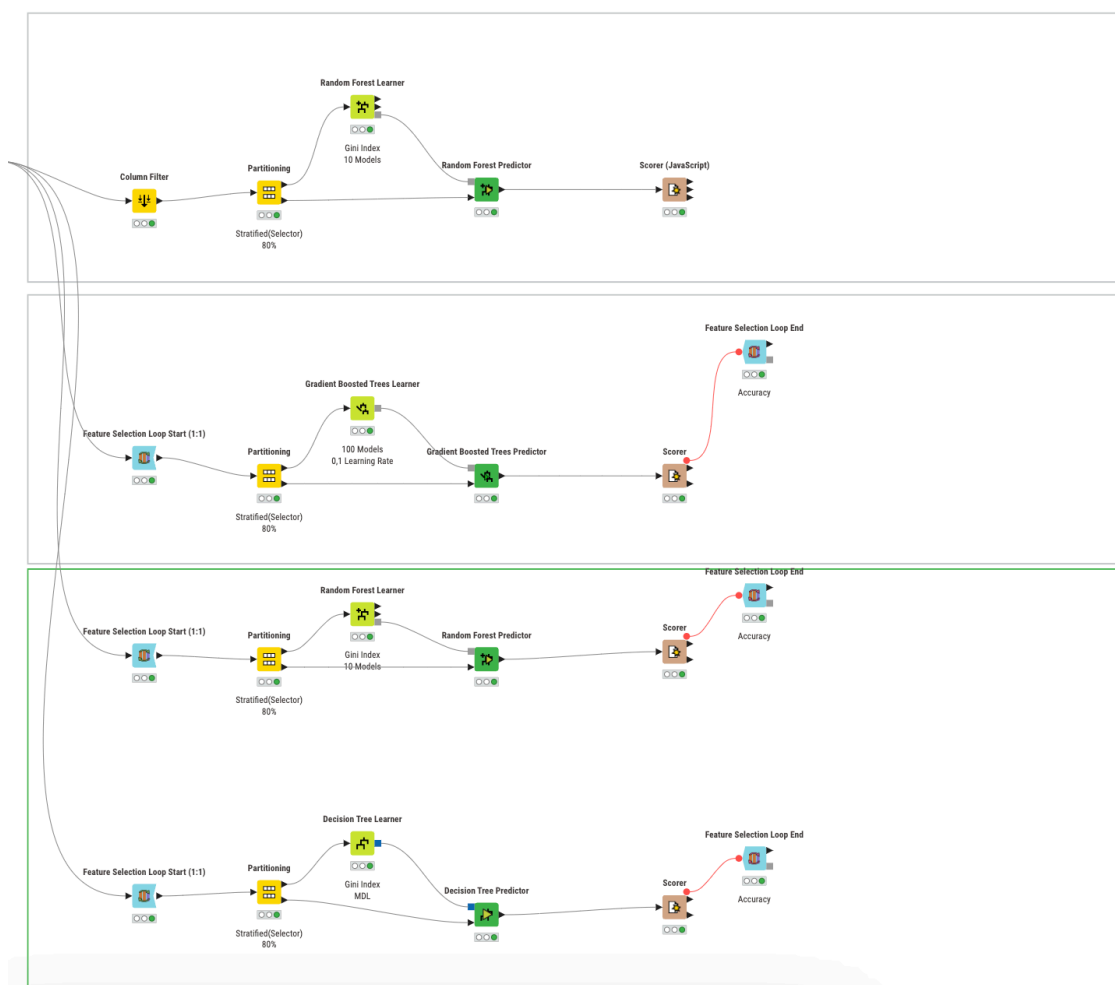 Random Forest Learner
Gini Index
10 Models
Column Filter
Partitioning
Stratified(Selector)
80%
Random Forest Predictor
Scorer (JavaScript)
Feature Selection Loop End
Accuracy
Gradient Boosted Trees Learner
100 Models
0,1 Learning Rate
Feature Selection Loop Start (1:1)
Partitioning
Stratified(Selector)
80%
Gradient Boosted Trees Predictor
Scorer
Feature Selection Loop End
Accuracy
Random Forest Learner
Gini Index
10 Models
Feature Selection Loop Start (1:1)
Partitioning
Stratified(Selector)
80%
Random Forest Predictor
Scorer
Decision Tree Learner
Gini Index
MDL
Feature Selection Loop End
Accuracy
Feature Selection Loop Start (1:1)
Partitioning
Stratified(Selector)
80%
Decision Tree Predictor
Scorer